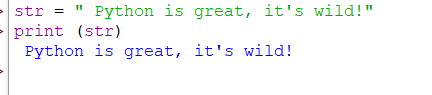 str = " Python is great, it's wild!"
print (str)
 Python is great, it's wild!